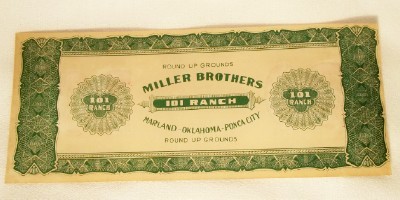 ROUND UP GROUNDS
MILLER BROTHERS
101 RANCH
101 RANCH
101 RANCH
MARLAND-OKLAHOMA-PONCA CITY
ROUND UP GROUNDS